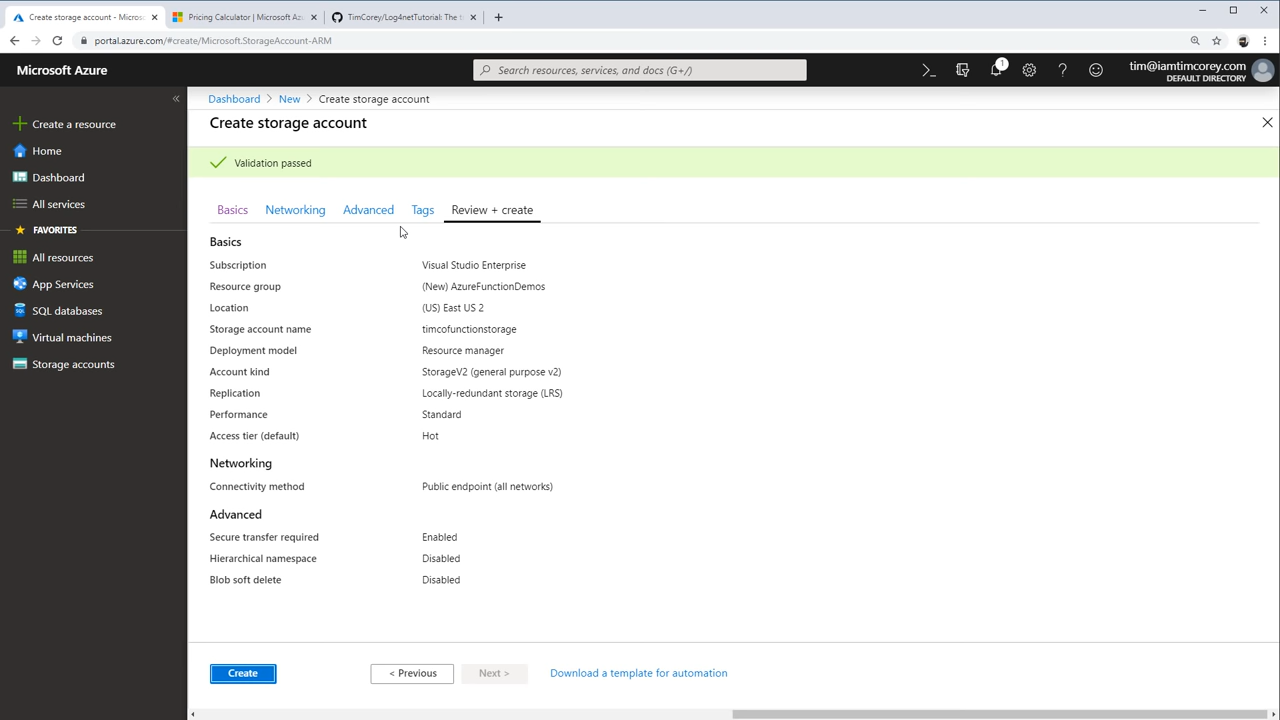 Create storage account - Micros
Pricing Calculator | Microsoft Azu
TimCorey/Log4netTutorial: The t
portal.azure.com/#create/Microsoft.StorageAccount-ARM
Microsoft Azure
Search resources, services, and docs (G+/)
1
tim@iamtimcorey.com
DEFAULT DIRECTORY
Create a resource
Home
Dashboard
All services
FAVORITES
All resources
App Services
SQL databases
Virtual machines
Storage accounts
Dashboard > New > Create storage account
Create storage account
Validation passed
Basics Networking Advanced Tags Review + create
Basics
Subscription Visual Studio Enterprise
Resource group (New) AzureFunctionDemos
Location (US) East US 2
Storage account name timcofunctionstorage
Deployment model Resource manager
Account kind StorageV2 (general purpose v2)
Replication Locally-redundant storage (LRS)
Performance Standard
Access tier (default) Hot
Networking
Connectivity method Public endpoint (all networks)
Advanced
Secure transfer required Enabled
Hierarchical namespace Disabled
Blob soft delete Disabled
Create < Previous Next > Download a template for automation